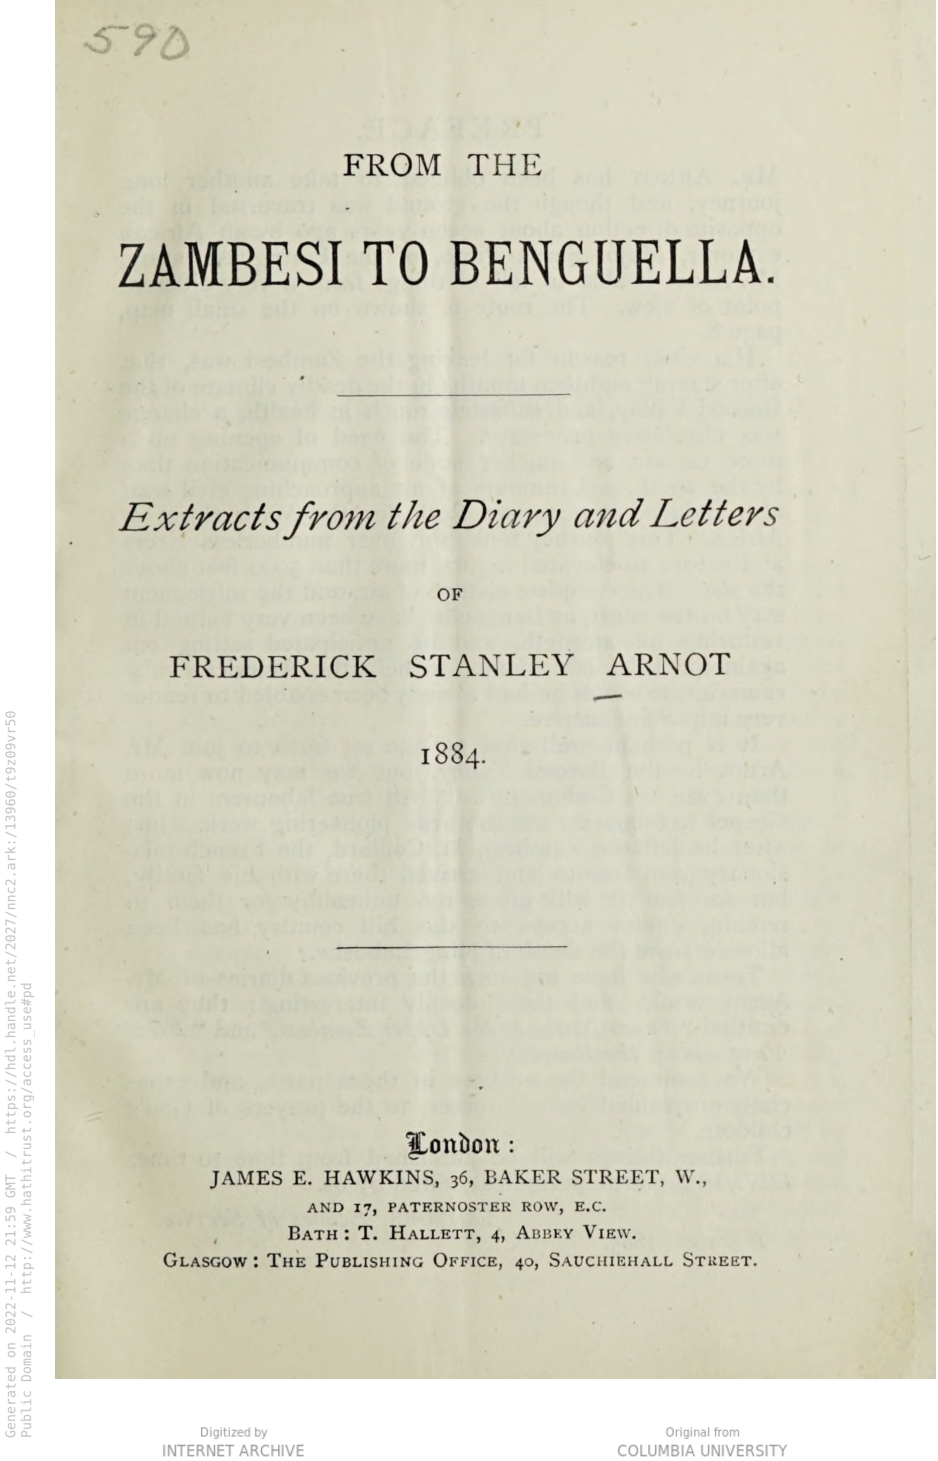 590
FROM THE
ZAMBESI TO BENGUELLA.
Extracts from the Diary and Letters
OF
FREDERICK STANLEY ARNOT
1884.
London:
JAMES E. HAWKINS, 36, BAKER STREET, W.,
AND 17, PATERNOSTER ROW, E.C.
BATH: T. HALLETT, 4, ABBEY VIEW.
GLASGOW: THE PUBLISHING OFFICE, 40, SAUCHIEHALL STREET.
Generated on 2022-11-12 21:59 GMT / https://hdl.handle.net/2027/nnc2.ark:/13960/t9z09vr50
Public Domain / http://www.hathitrust.org/access_use#pd
Digitized by
INTERNET ARCHIVE
Original from
COLUMBIA UNIVERSITY